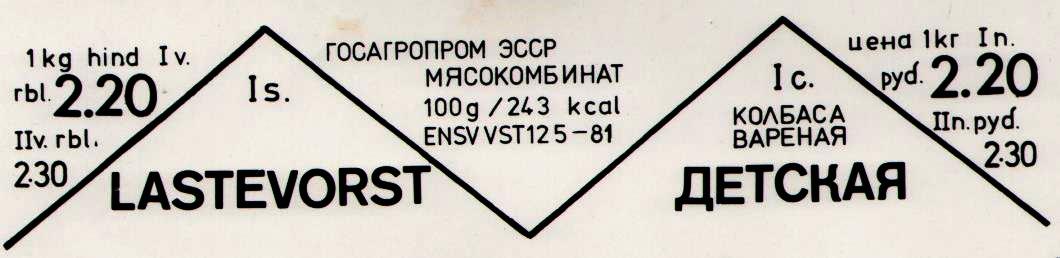 1kg hind I v.
rbl. 2.20
II v. rbl.
2.30
I s.
LASTEVORST
ГОСАГРОПРОМ ЭССР
МЯСОКОМБИНАТ
100g / 243 kcal
ENSV VST 125-81
I с.
КОЛБАСА
ВАРЕНАЯ
ДЕТСКАЯ
цена 1кг I п.
руб. 2.20
II п. руб.
2.30